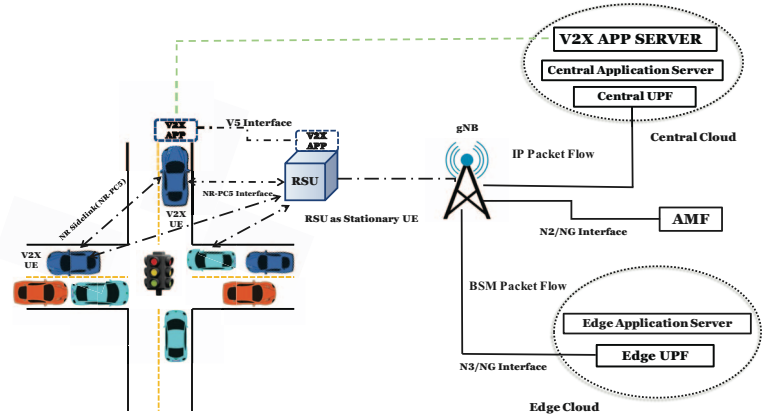 V2X APP SERVER
Central Application Server
Central UPF
Central Cloud
V2X
APP
V5 Interface
V2X
APP
gNB
IP Packet Flow
NR Sidelink(NR-PC5)
NR-PC5 Interface
RSU
V2X
UE
RSU as Stationary UE
AMF
N2/NG Interface
V2X
UE
BSM Packet Flow
Edge Application Server
Edge UPF
N3/NG Interface
Edge Cloud